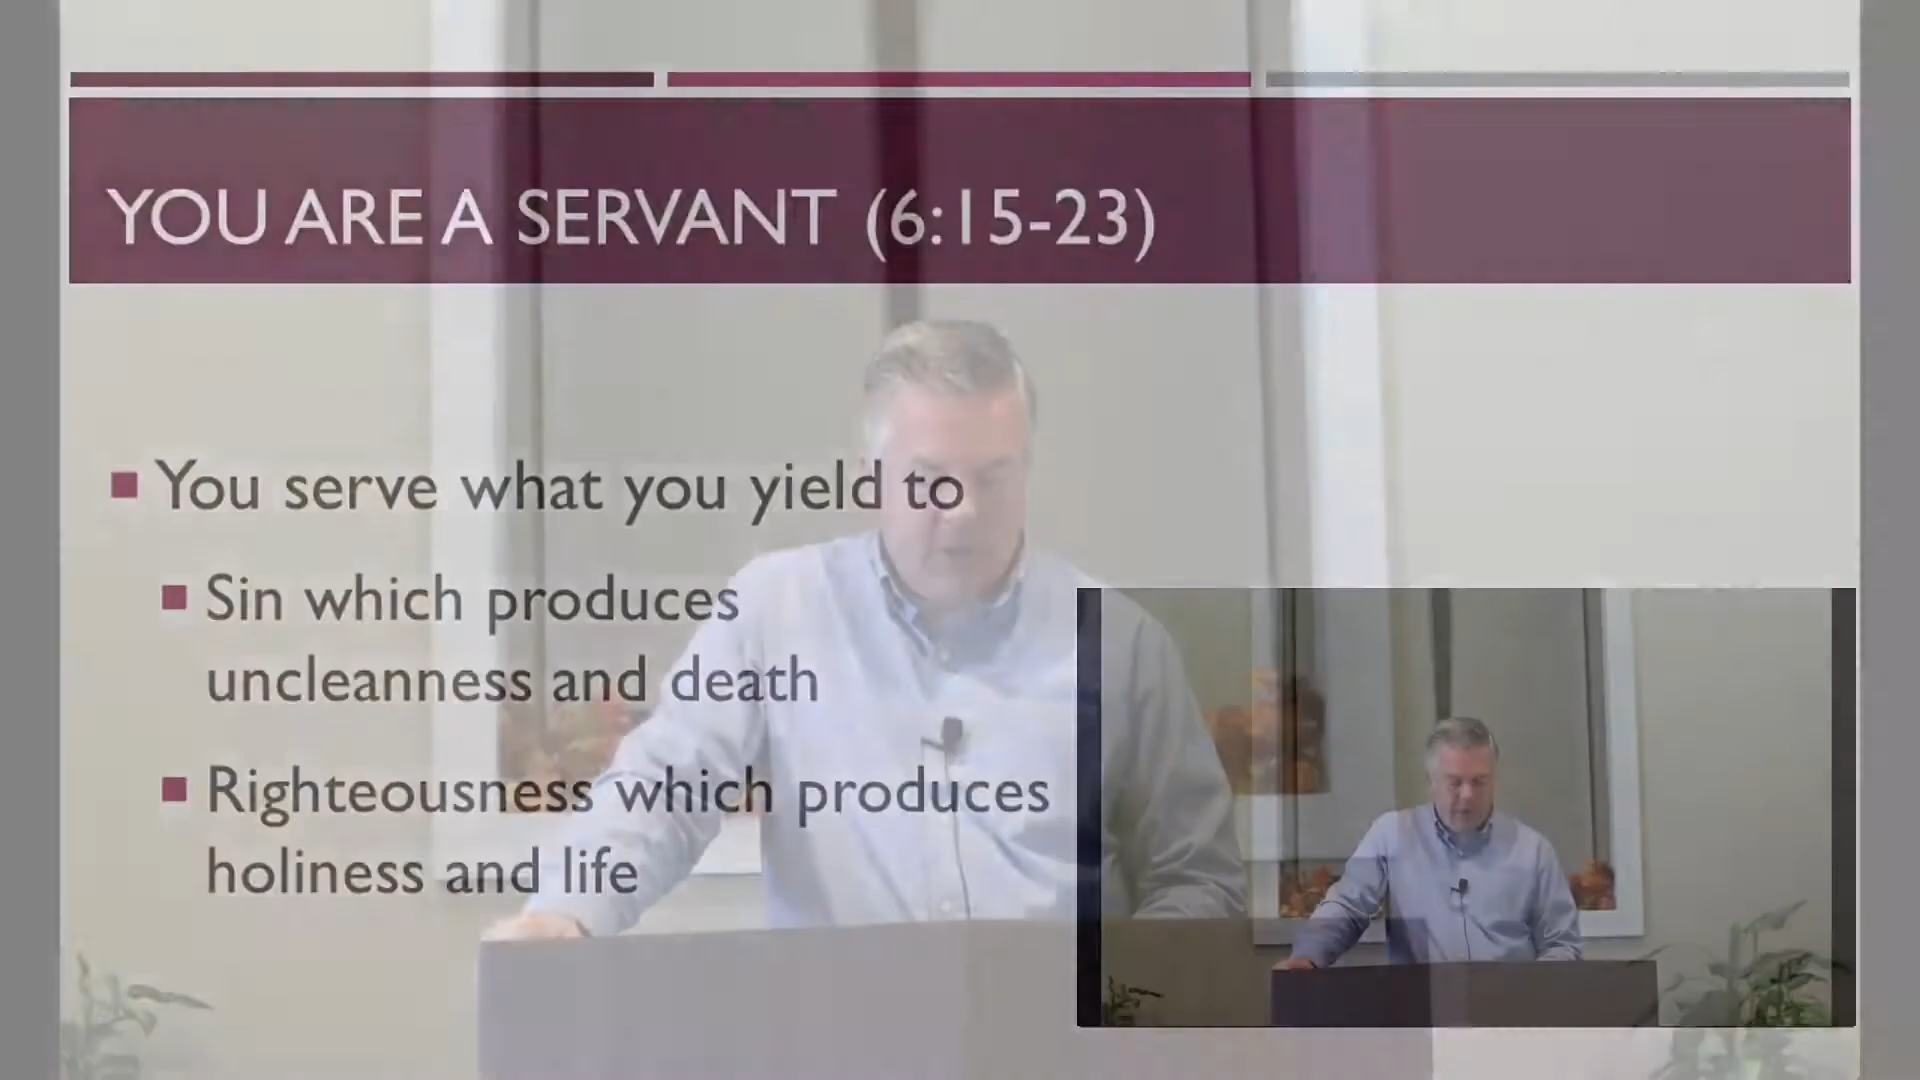 YOU ARE A SERVANT (6:15-23)
You serve what you yield to
Sin which produces
uncleanness and death
Righteousness which produces
holiness and life